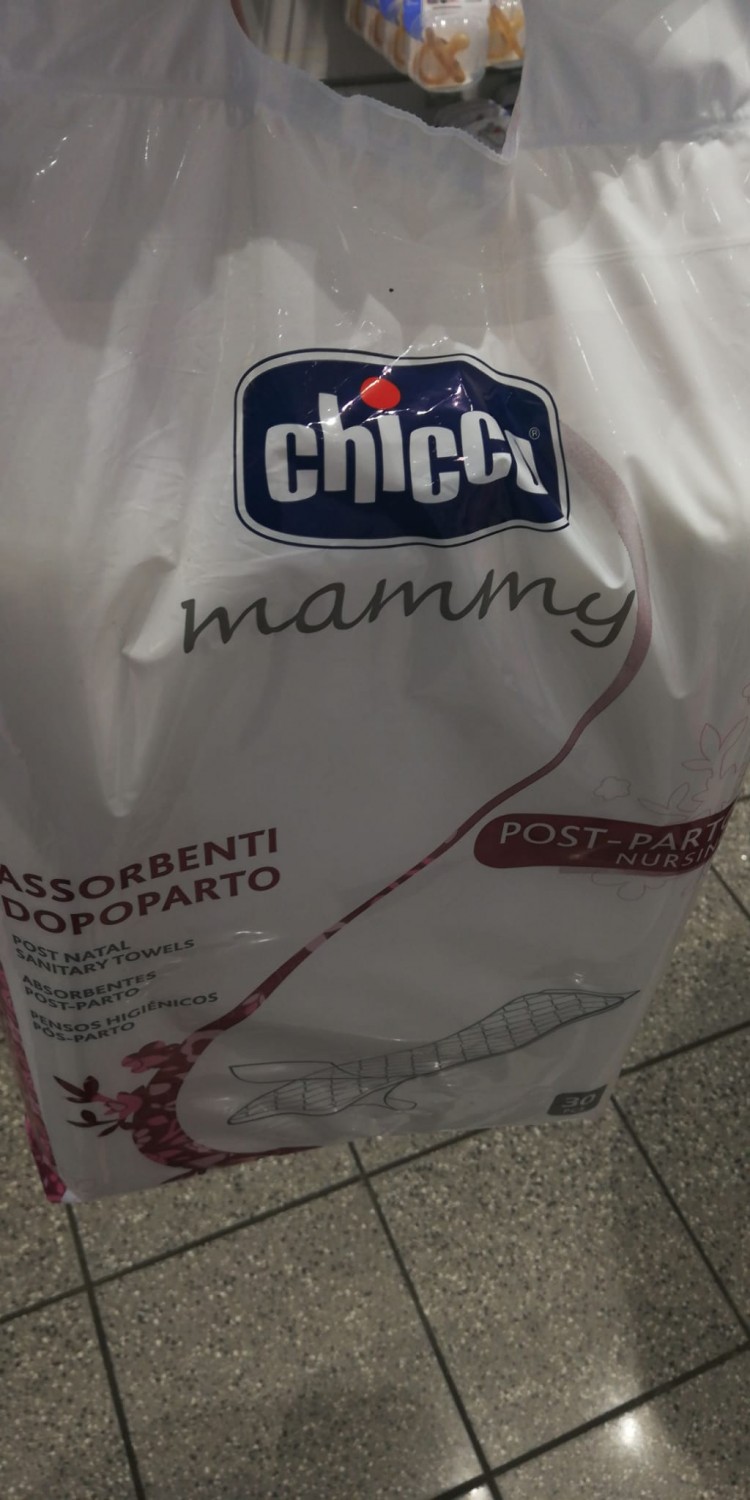 chicco®
mammy
POST-PART
NURSIN
ASSORBENTI
DOPOPARTO
POST NATAL
SANITARY TOWELS
ABSORBENTES
POST-PARTO
PENSOS HIGIÉNICOS
PÓS-PARTO
30